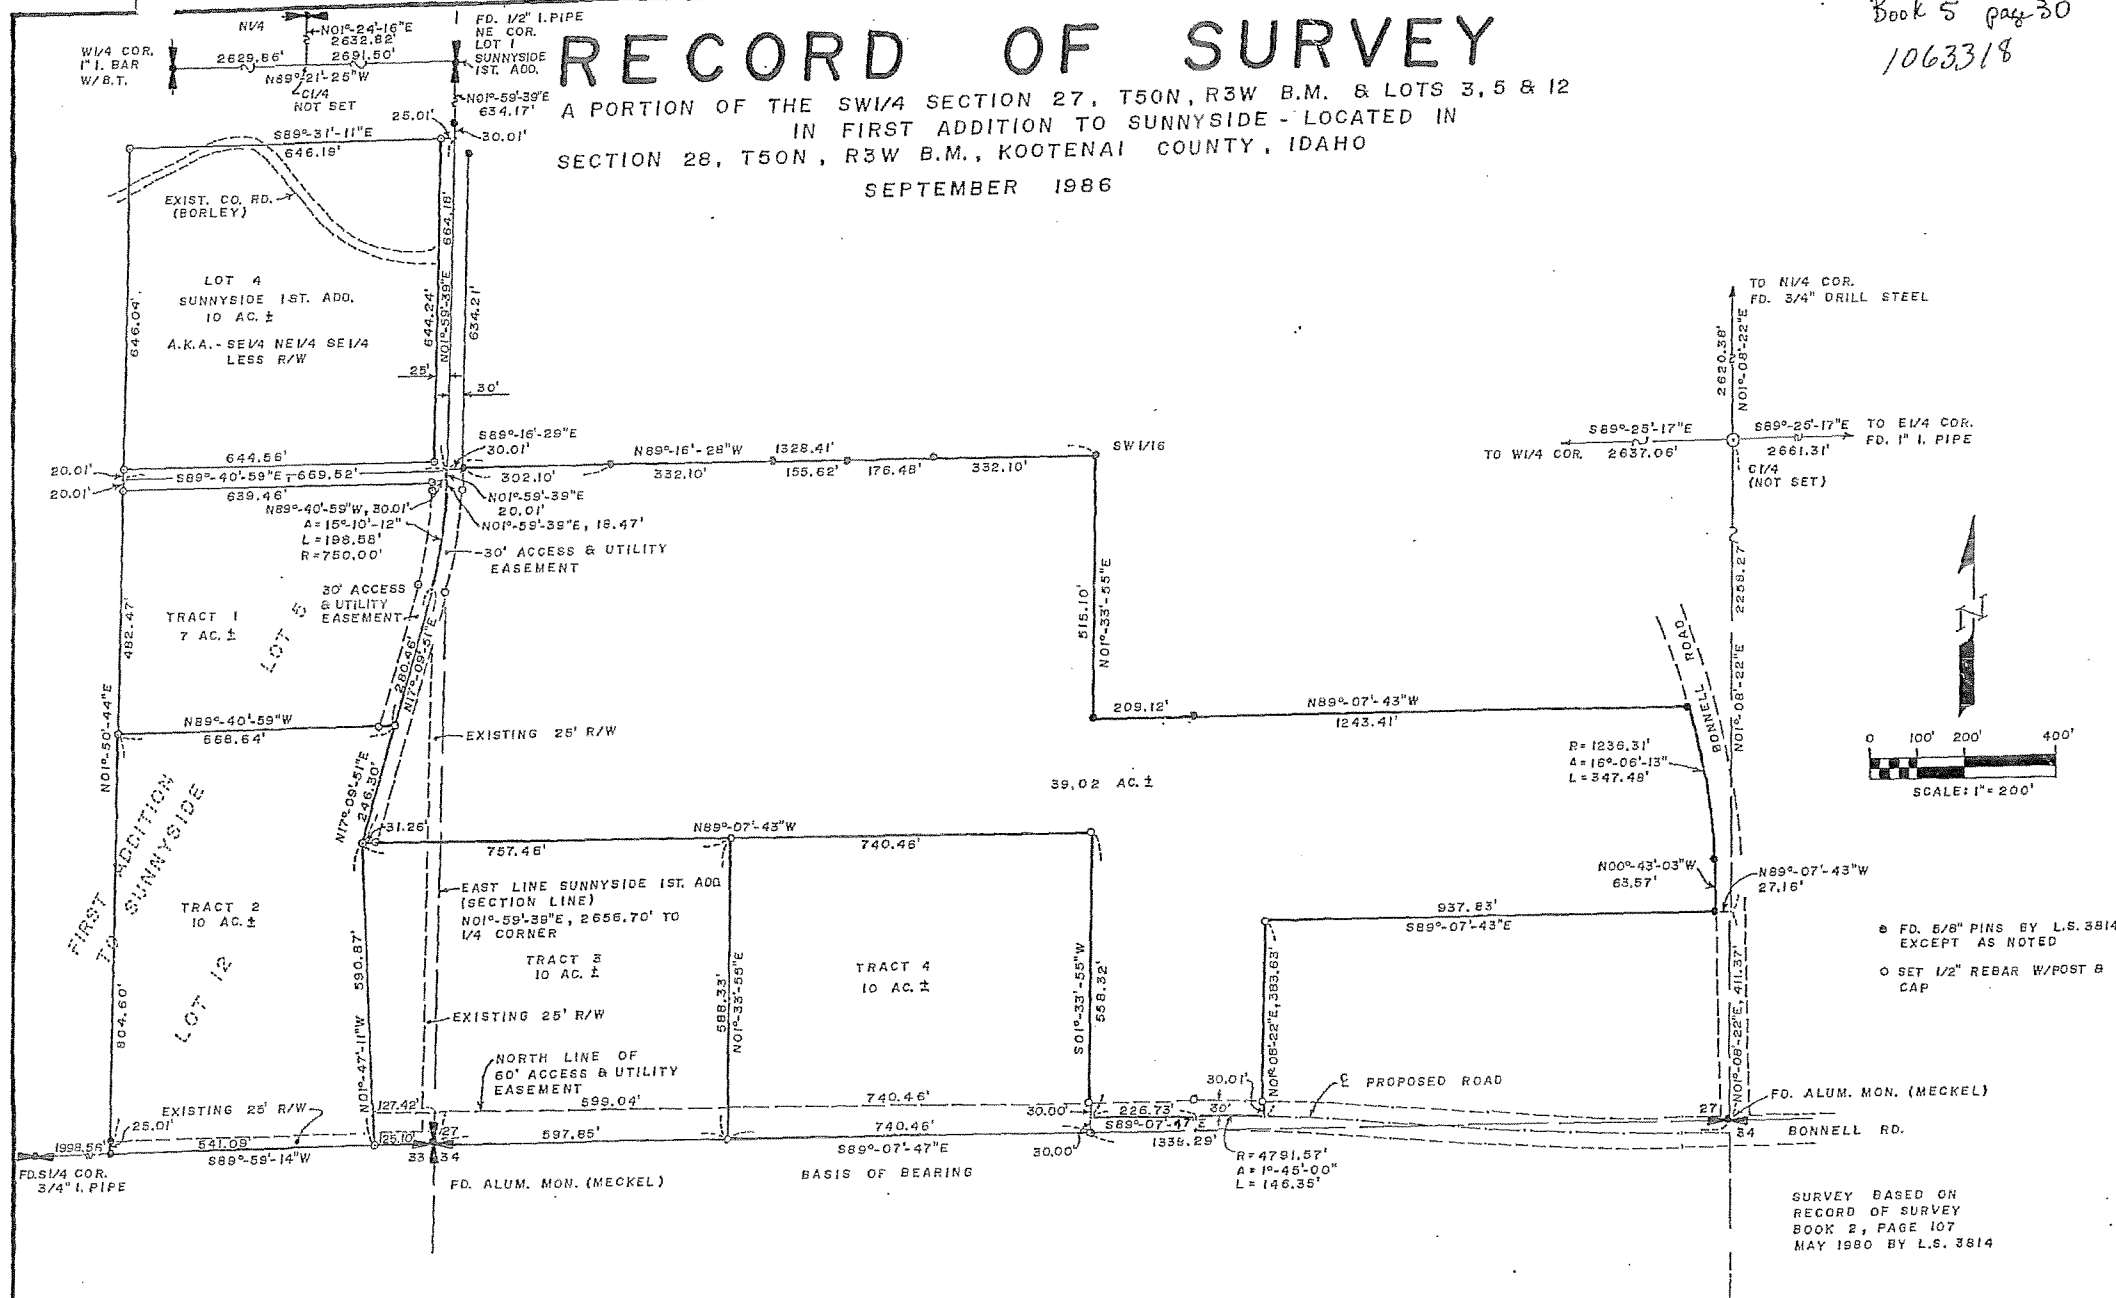 Book 5 page 30
1063318
RECORD OF SURVEY
A PORTION OF THE SW1/4 SECTION 27, T50N, R3W B.M. & LOTS 3, 5 & 12
IN FIRST ADDITION TO SUNNYSIDE - LOCATED IN
SECTION 28, T50N, R3W B.M., KOOTENAI COUNTY, IDAHO
SEPTEMBER 1986
N1/4
N01°-24'-16"E
2632.82'
FD. 1/2" I.PIPE
NE COR.
LOT 1
SUNNYSIDE
1ST. ADD.
W1/4 COR.
1" I. BAR
W/B.T.
2629.86'
2691.50'
N89°-21'-25"W
C1/4
NOT SET
N01°-59'-39"E
634.17'
25.01'
30.01'
S89°-31'-11"E
646.19'
EXIST. CO. RD.
(BORLEY)
LOT 4
SUNNYSIDE 1ST. ADD.
10 AC. ±
A.K.A.- SE1/4 NE1/4 SE1/4
LESS R/W
646.04'
644.24'
664.18'
N01°-59'-39"E
634.21'
25'
30'
TO N1/4 COR.
FD. 3/4" DRILL STEEL
2620.38'
N01°-08'-22"E
S89°-25'-17"E
TO W1/4 COR. 2637.06'
S89°-25'-17"E TO E1/4 COR.
2661.31' FD. 1" I. PIPE
C1/4
(NOT SET)
S89°-16'-29"E
30.01'
N89°-16'-28"W 1328.41'
302.10' 332.10' 155.62' 176.48' 332.10'
SW1/16
644.56'
20.01'
S89°-40'-59"E, 669.52'
20.01'
639.46'
N89°-40'-59"W, 30.01'
N01°-59'-39"E
20.01'
N01°-59'-39"E, 18.47'
Δ=15°-10'-12"
L=198.58'
R=750.00'
30' ACCESS & UTILITY
EASEMENT
30' ACCESS
& UTILITY
EASEMENT
TRACT 1
7 AC. ±
LOT 5
482.47'
280.46'
N17°-09'-51"E
515.10'
N01°-33'-55"E
2258.27'
N01°-08'-22"E
BONNELL ROAD
209.12'
N89°-07'-43"W
1243.41'
N89°-40'-59"W
668.64'
EXISTING 25' R/W
N01°-50'-44"E
N17°-09'-51"E
246.30'
R=1236.31'
Δ=16°-06'-13"
L=347.48'
0 100' 200' 400'
SCALE: 1"=200'
39.02 AC. ±
FIRST ADDITION
TO SUNNYSIDE
31.26'
757.46'
N89°-07'-43"W
740.46'
N00°-43'-03"W
63.57'
N89°-07'-43"W
27.16'
EAST LINE SUNNYSIDE 1ST. ADD
(SECTION LINE)
N01°-59'-39"E, 2656.70' TO
1/4 CORNER
937.83'
S89°-07'-43"E
FD. 5/8" PINS BY L.S. 3814
EXCEPT AS NOTED
SET 1/2" REBAR W/POST &
CAP
TRACT 2
10 AC. ±
LOT 12
804.60'
590.87'
N01°-47'-11"W
TRACT 3
10 AC. ±
588.33'
N01°-33'-55"E
TRACT 4
10 AC. ±
S01°-33'-55"W
558.32'
N01°-08'-22"E, 383.63'
N01°-08'-22"E, 411.37'
EXISTING 25' R/W
NORTH LINE OF
60' ACCESS & UTILITY
EASEMENT
599.04'
740.46'
30.01'
30'
℄ PROPOSED ROAD
FD. ALUM. MON. (MECKEL)
27
34
BONNELL RD.
EXISTING 25' R/W
127.42'
30.00'
226.73'
S89°-07'-47"E
1336.29'
25.01'
1998.56'
541.09'
S89°-59'-14"W
125.10'
27
33 34
597.85'
740.46'
S89°-07'-47"E
30.00'
FD.S1/4 COR.
3/4" I. PIPE
FD. ALUM. MON. (MECKEL)
BASIS OF BEARING
R=4791.57'
Δ=1°-45'-00"
L=146.35'
SURVEY BASED ON
RECORD OF SURVEY
BOOK 2, PAGE 107
MAY 1980 BY L.S. 3814